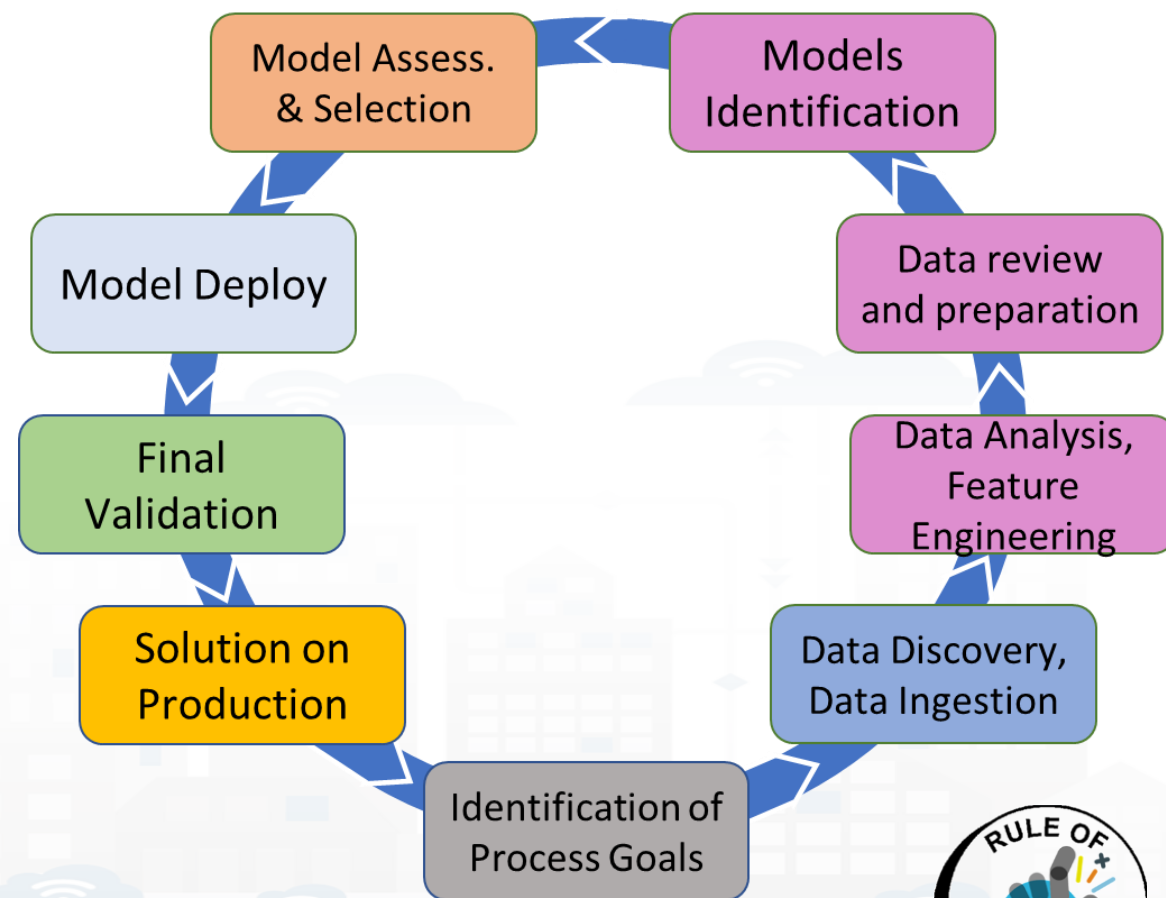 Model Assess.
& Selection
Models
Identification
Model Deploy
Data review
and preparation
Final
Validation
Data Analysis,
Feature
Engineering
Solution on
Production
Data Discovery,
Data Ingestion
Identification of
Process Goals
RULE OF